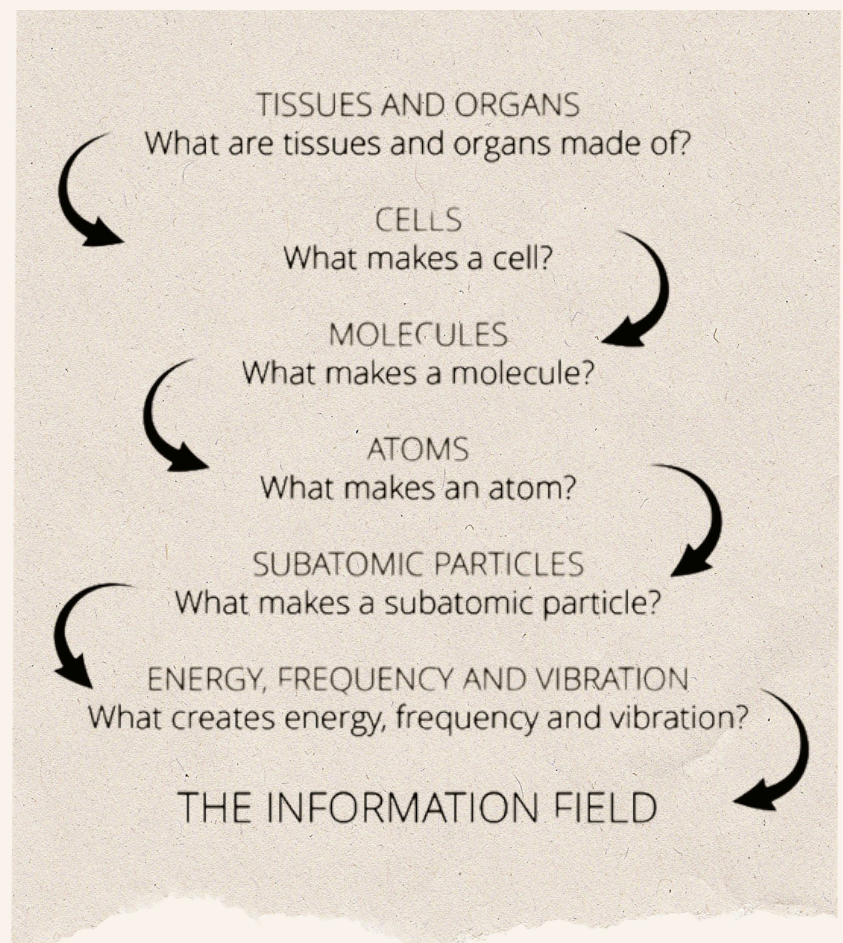 TISSUES AND ORGANS
What are tissues and organs made of?
CELLS
What makes a cell?
MOLECULES
What makes a molecule?
ATOMS
What makes an atom?
SUBATOMIC PARTICLES
What makes a subatomic particle?
ENERGY, FREQUENCY AND VIBRATION
What creates energy, frequency and vibration?
THE INFORMATION FIELD